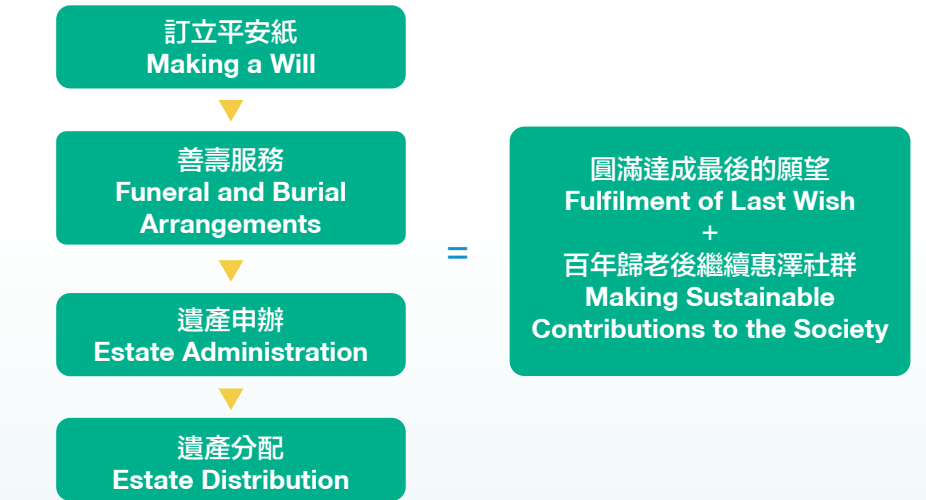 訂立平安紙
Making a Will
善壽服務
Funeral and Burial
Arrangements
遺產申辦
Estate Administration
遺產分配
Estate Distribution
=
圓滿達成最後的願望
Fulfilment of Last Wish
+
百年歸老後繼續惠澤社群
Making Sustainable
Contributions to the Society